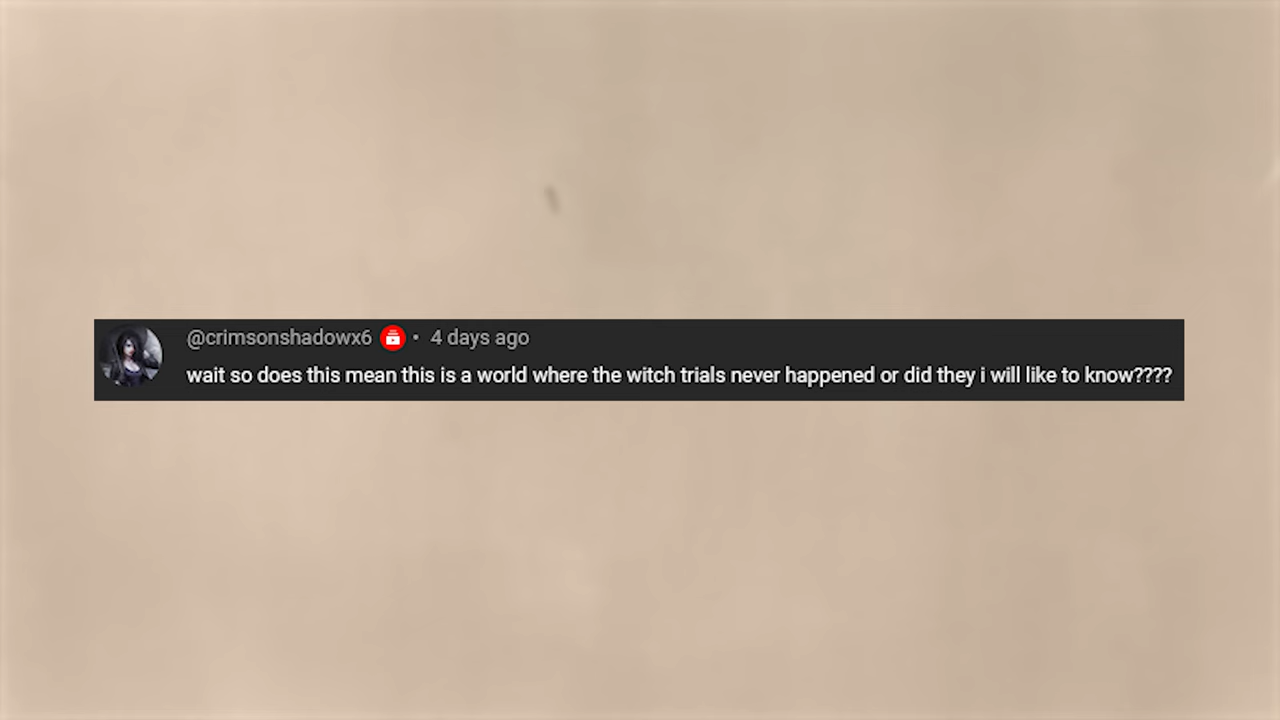 @crimsonshadowx6 • 4 days ago
wait so does this mean this is a world where the witch trials never happened or did they i will like to know????